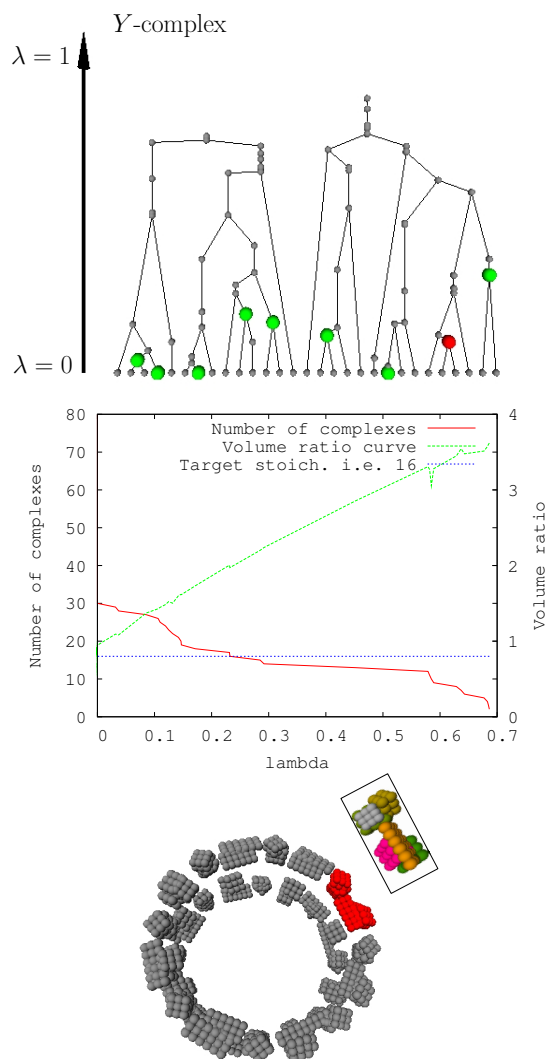 Y-complex
λ = 1
λ = 0
80
70
60
50
40
30
20
10
0
Number of complexes
Number of complexes
Volume ratio curve
Target stoich. i.e. 16
4
3
2
1
0
Volume ratio
0 0.1 0.2 0.3 0.4 0.5 0.6 0.7
lambda